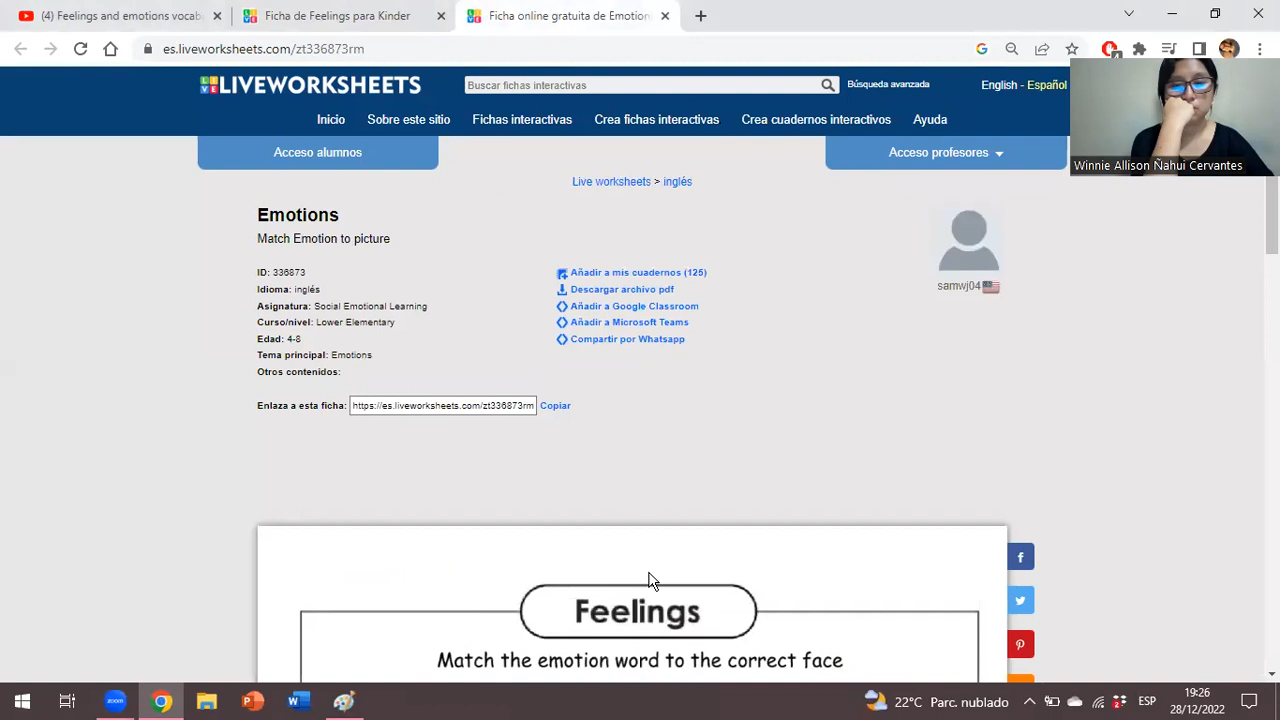 (4) Feelings and emotions vocab
Ficha de Feelings para Kinder
Ficha online gratuita de Emotion
es.liveworksheets.com/zt336873rm
LIVEWORKSHEETS
Buscar fichas interactivas
Búsqueda avanzada
English - Español
Inicio
Sobre este sitio
Fichas interactivas
Crea fichas interactivas
Crea cuadernos interactivos
Ayuda
Acceso alumnos
Acceso profesores
Winnie Allison Ñahui Cervantes
Live worksheets > inglés
Emotions
Match Emotion to picture
ID: 336873
Idioma: inglés
Asignatura: Social Emotional Learning
Curso/nivel: Lower Elementary
Edad: 4-8
Tema principal: Emotions
Otros contenidos:
Añadir a mis cuadernos (125)
Descargar archivo pdf
Añadir a Google Classroom
Añadir a Microsoft Teams
Compartir por Whatsapp
samwj04
Enlaza a esta ficha: https://es.liveworksheets.com/zt336873rm Copiar
Feelings
Match the emotion word to the correct face
zoom
22°C Parc. nublado
ESP
19:26
28/12/2022